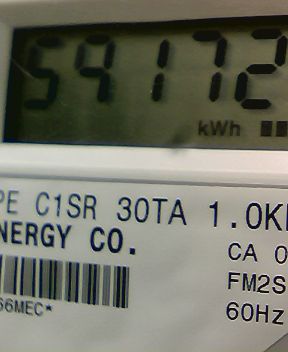 59172
kWh
PE C1SR 30TA 1.0K
NERGY CO.
CA 0
FM2S
66MEC*
60Hz